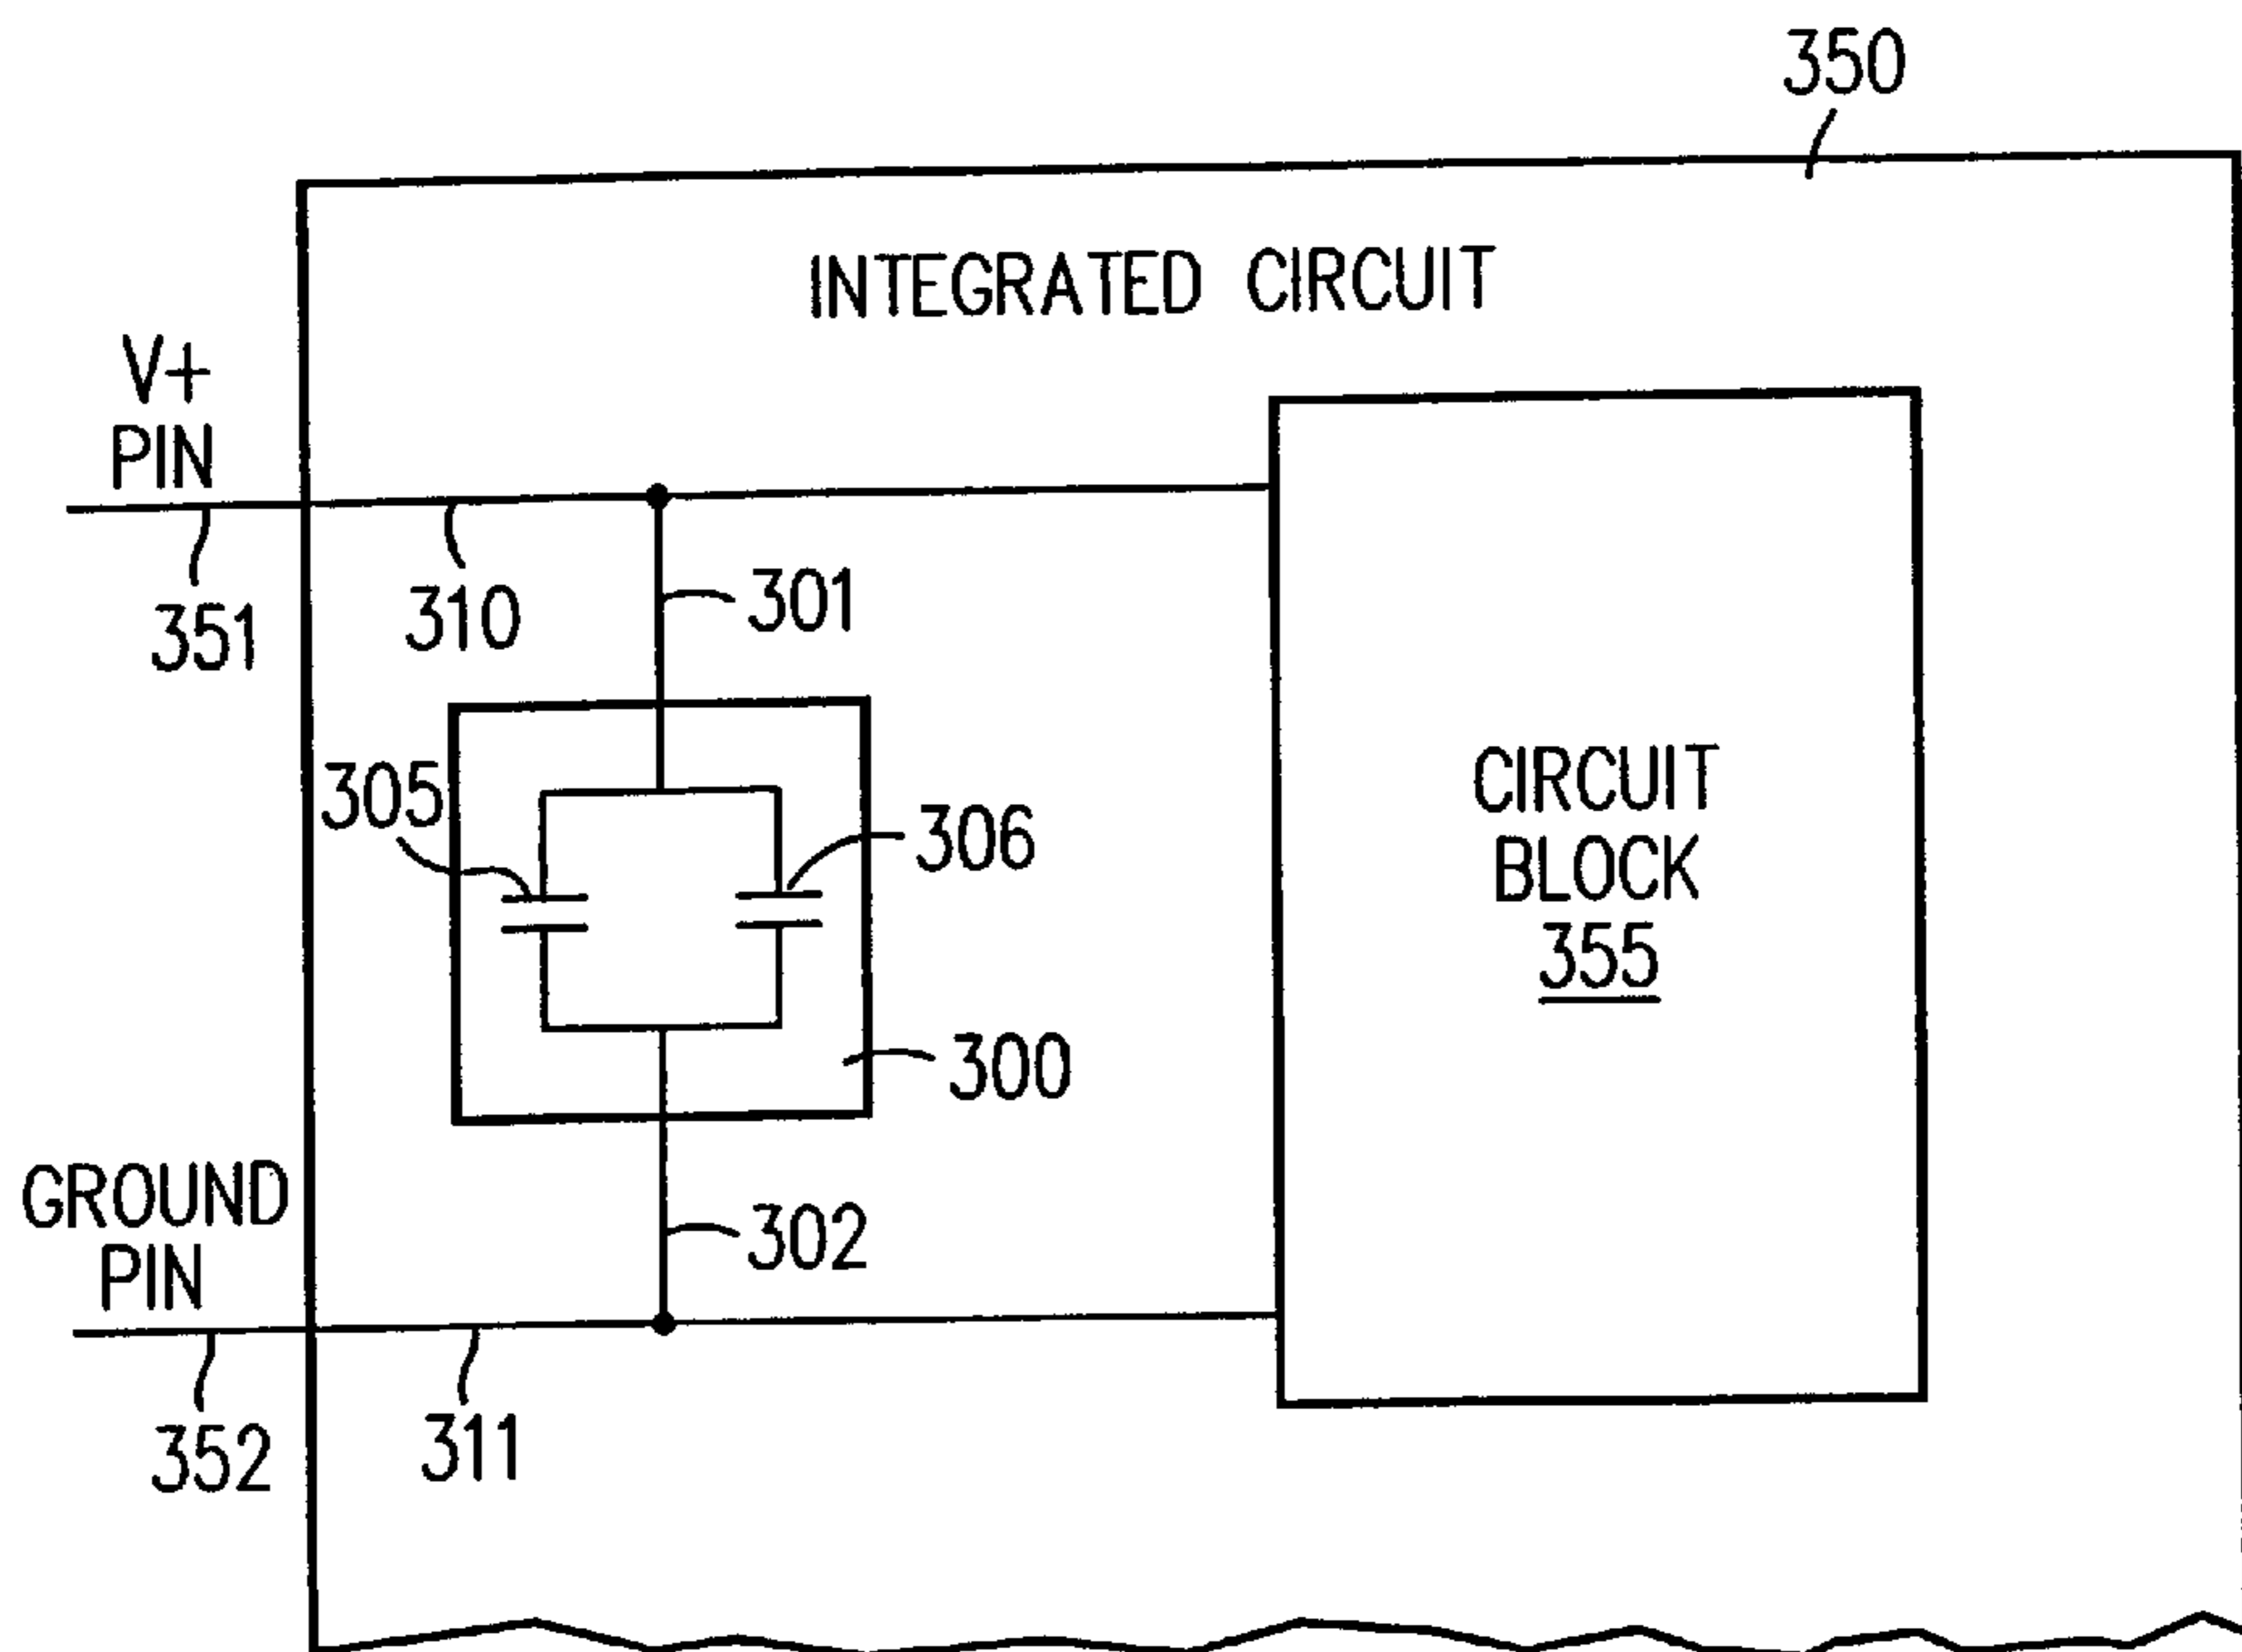 350
INTEGRATED CIRCUIT
V+
PIN
351
310
301
305
306
CIRCUIT
BLOCK
355
300
GROUND
PIN
302
352
311